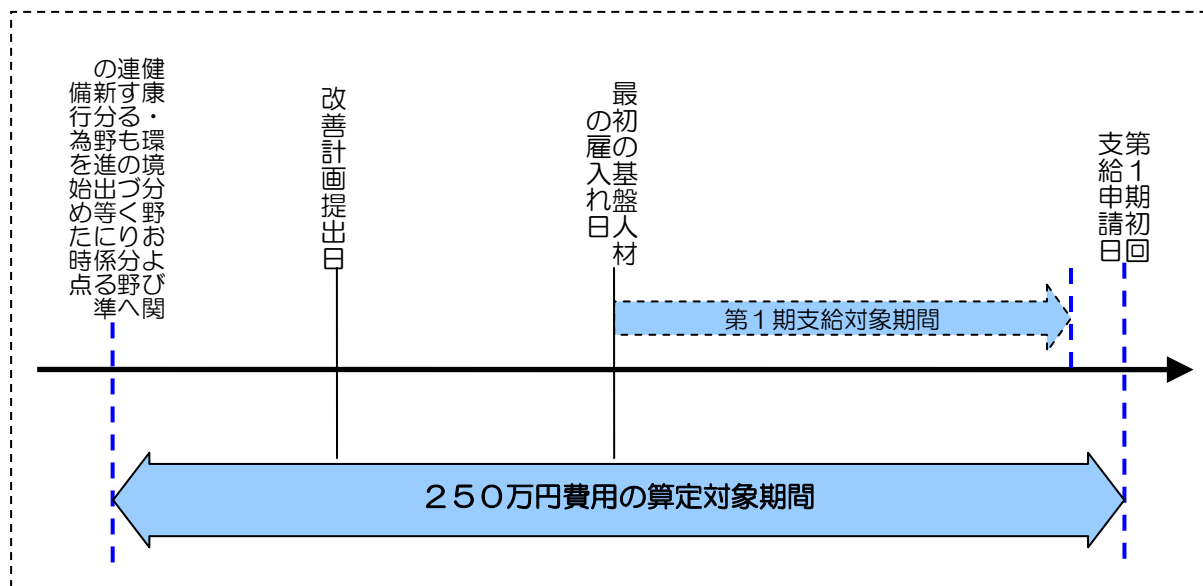 健康・環境分野および関
連するものづくり分野へ
の新分野進出等に係る準
備行為を始めた時点
改善計画提出日
最初の基盤人材
の雇入れ日
第1期初回
支給申請日
第1期支給対象期間
250万円費用の算定対象期間